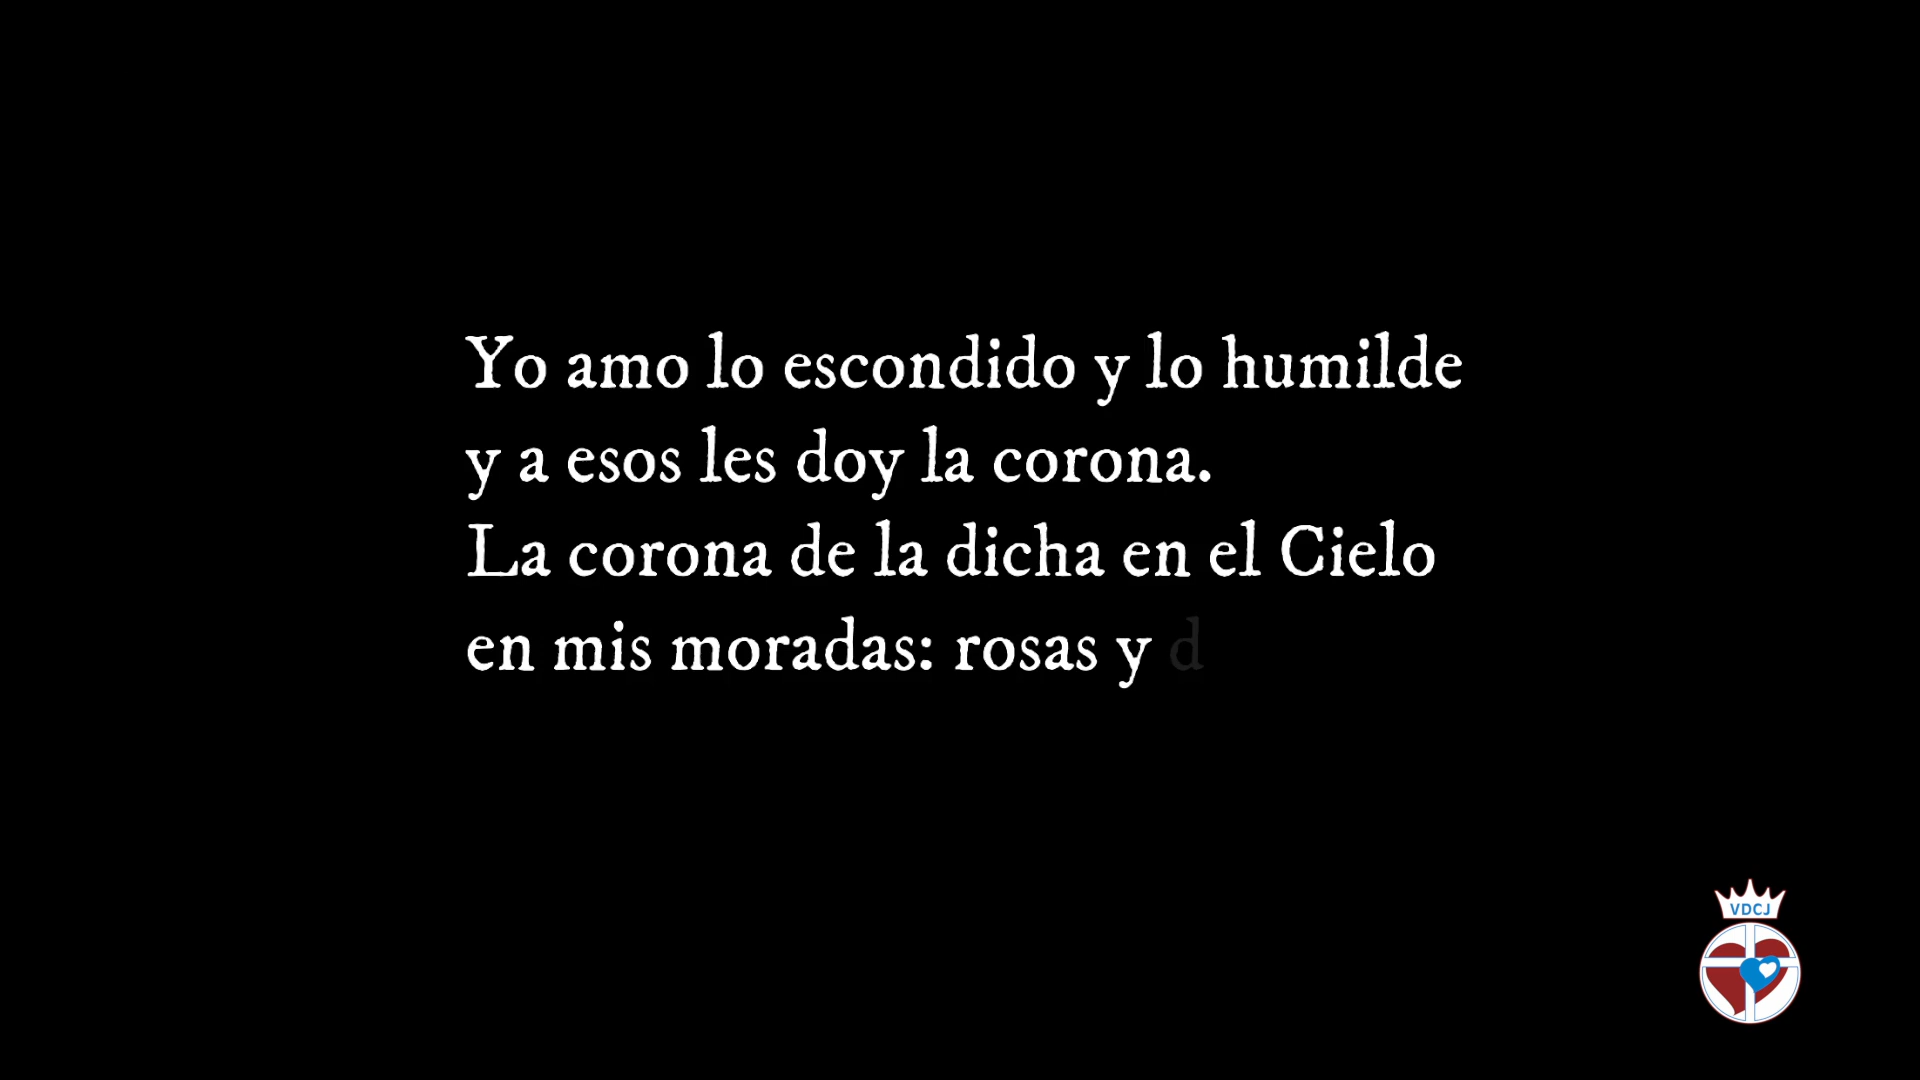 Yo amo lo escondido y lo humilde
y a esos les doy la corona.
La corona de la dicha en el Cielo
en mis moradas: rosas y d
VDCJ